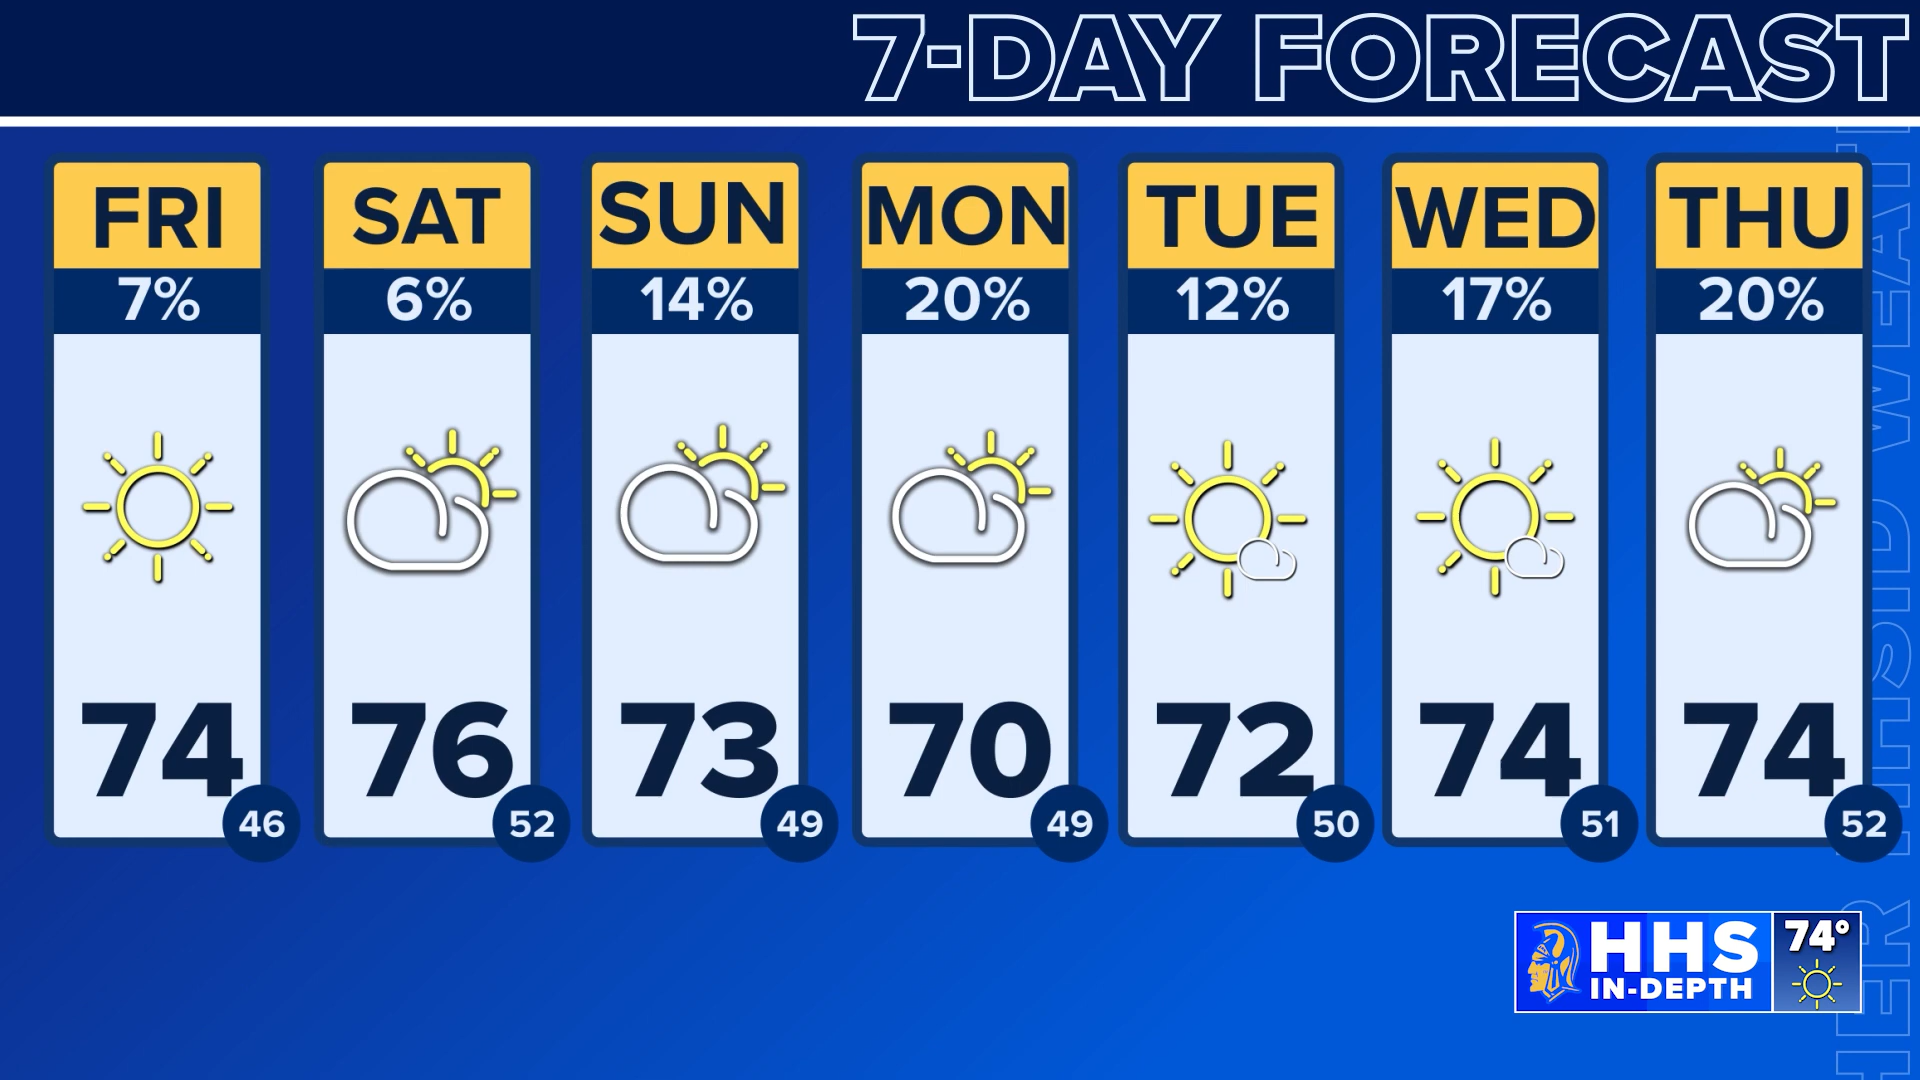 7-DAY FORECAST
FRI
7%
74
46
SAT
6%
76
52
SUN
14%
73
49
MON
20%
70
49
TUE
12%
72
50
WED
17%
74
51
THU
20%
74
52
HHS
IN-DEPTH
74°